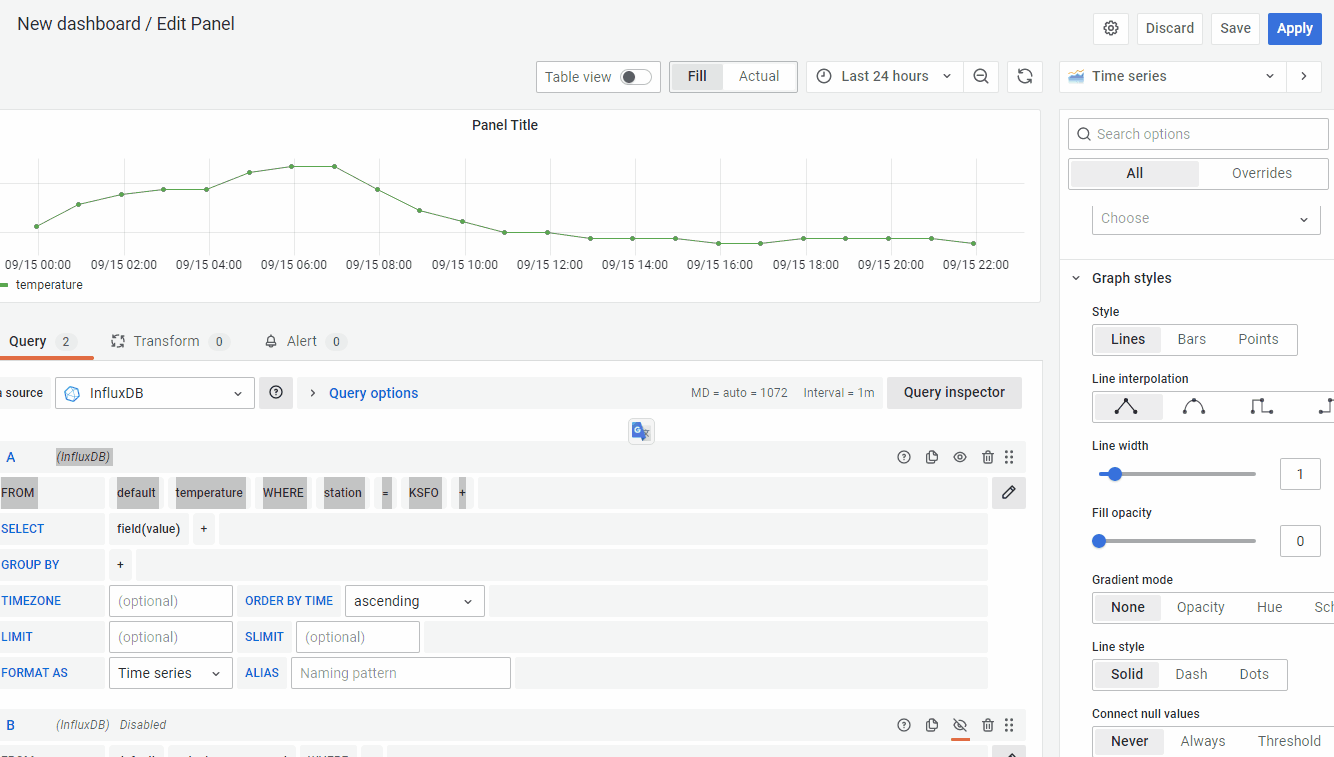 New dashboard / Edit Panel
Discard Save Apply
Table view Fill Actual Last 24 hours Time series
Panel Title
09/15 00:00 09/15 02:00 09/15 04:00 09/15 06:00 09/15 08:00 09/15 10:00 09/15 12:00 09/15 14:00 09/15 16:00 09/15 18:00 09/15 20:00 09/15 22:00
temperature
Query 2 Transform 0 Alert 0
a source InfluxDB Query options MD = auto = 1072 Interval = 1m Query inspector
A (InfluxDB)
FROM default temperature WHERE station = KSFO +
SELECT field(value) +
GROUP BY +
TIMEZONE (optional) ORDER BY TIME ascending
LIMIT (optional) SLIMIT (optional)
FORMAT AS Time series ALIAS Naming pattern
B (InfluxDB) Disabled
Search options
All Overrides
Choose
Graph styles
Style
Lines Bars Points
Line interpolation
Line width
1
Fill opacity
0
Gradient mode
None Opacity Hue Sch
Line style
Solid Dash Dots
Connect null values
Never Always Threshold